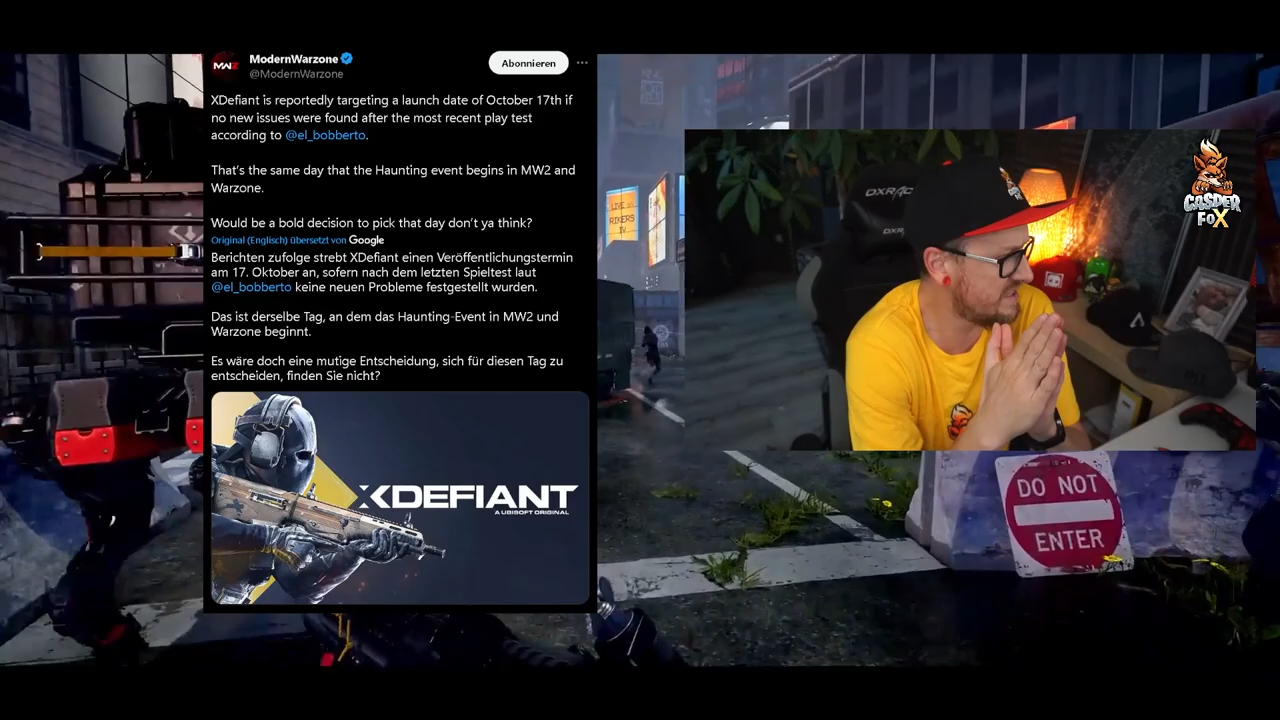 ModernWarzone
@ModernWarzone
Abonnieren
XDefiant is reportedly targeting a launch date of October 17th if
no new issues were found after the most recent play test
according to @el_bobberto.
That's the same day that the Haunting event begins in MW2 and
Warzone.
Would be a bold decision to pick that day don't ya think?
Original (Englisch) übersetzt von Google
Berichten zufolge strebt XDefiant einen Veröffentlichungstermin
am 17. Oktober an, sofern nach dem letzten Spieltest laut
@el_bobberto keine neuen Probleme festgestellt wurden.
Das ist derselbe Tag, an dem das Haunting-Event in MW2 und
Warzone beginnt.
Es wäre doch eine mutige Entscheidung, sich für diesen Tag zu
entscheiden, finden Sie nicht?
XDEFIANT
A UBISOFT ORIGINAL
LIVE
RIKERS
IV
DXRAC
DXR
CASPER
FOX
DO NOT
ENTER